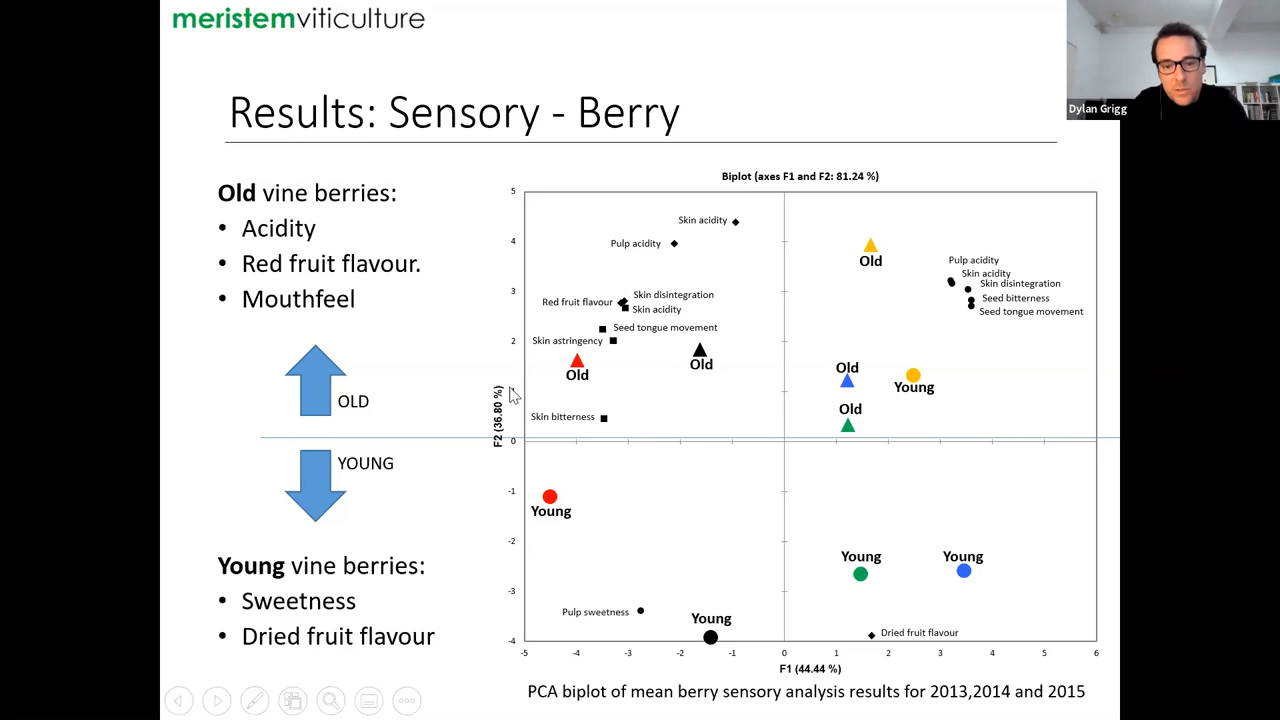 meristemviticulture
Dylan Grigg
Results: Sensory - Berry
Old vine berries:
• Acidity
• Red fruit flavour.
• Mouthfeel
OLD
YOUNG
Young vine berries:
• Sweetness
• Dried fruit flavour
Biplot (axes F1 and F2: 81.24 %)
5
4
3
2
1
0
-1
-2
-3
-4
F2 (36.80 %)
Skin acidity
Pulp acidity
Old
Pulp acidity
Skin acidity
Skin disintegration
Seed bitterness
Seed tongue movement
Red fruit flavour
Skin disintegration
Skin acidity
Seed tongue movement
Skin astringency
Old
Old
Old
Young
Old
Skin bitterness
Young
Young
Young
Pulp sweetness
Young
Dried fruit flavour
-5 -4 -3 -2 -1 0 1 2 3 4 5 6
F1 (44.44 %)
PCA biplot of mean berry sensory analysis results for 2013,2014 and 2015